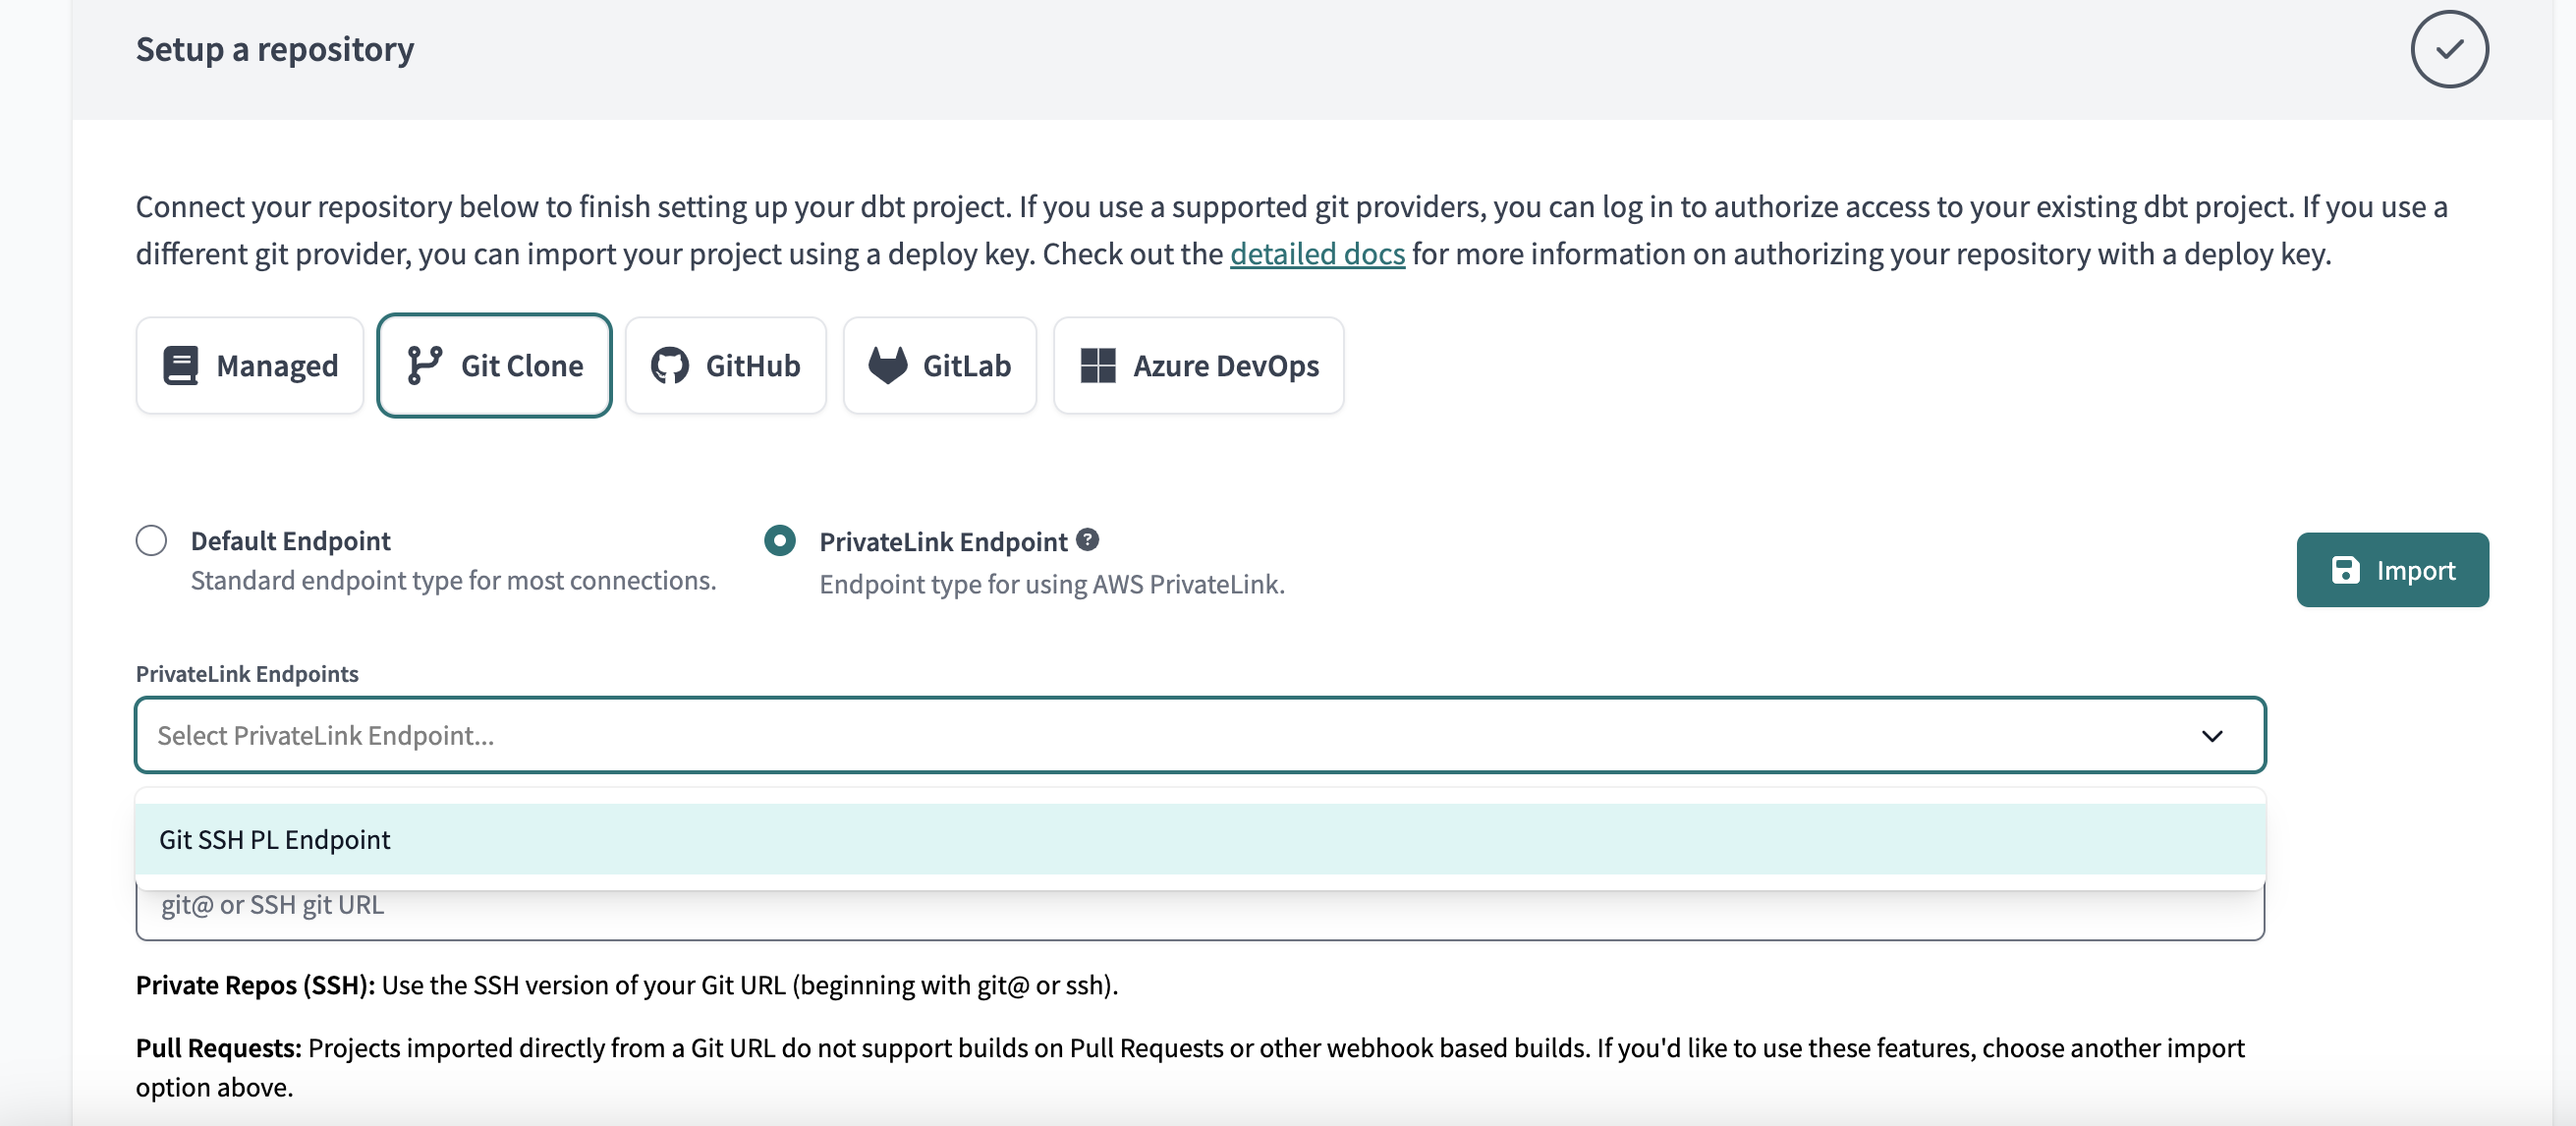 Setup a repository
Connect your repository below to finish setting up your dbt project. If you use a supported git providers, you can log in to authorize access to your existing dbt project. If you use a
different git provider, you can import your project using a deploy key. Check out the detailed docs for more information on authorizing your repository with a deploy key.
Managed
Git Clone
GitHub
GitLab
Azure DevOps
Default Endpoint
Standard endpoint type for most connections.
PrivateLink Endpoint ?
Endpoint type for using AWS PrivateLink.
Import
PrivateLink Endpoints
Select PrivateLink Endpoint...
Git SSH PL Endpoint
git@ or SSH git URL
Private Repos (SSH): Use the SSH version of your Git URL (beginning with git@ or ssh).
Pull Requests: Projects imported directly from a Git URL do not support builds on Pull Requests or other webhook based builds. If you'd like to use these features, choose another import
option above.